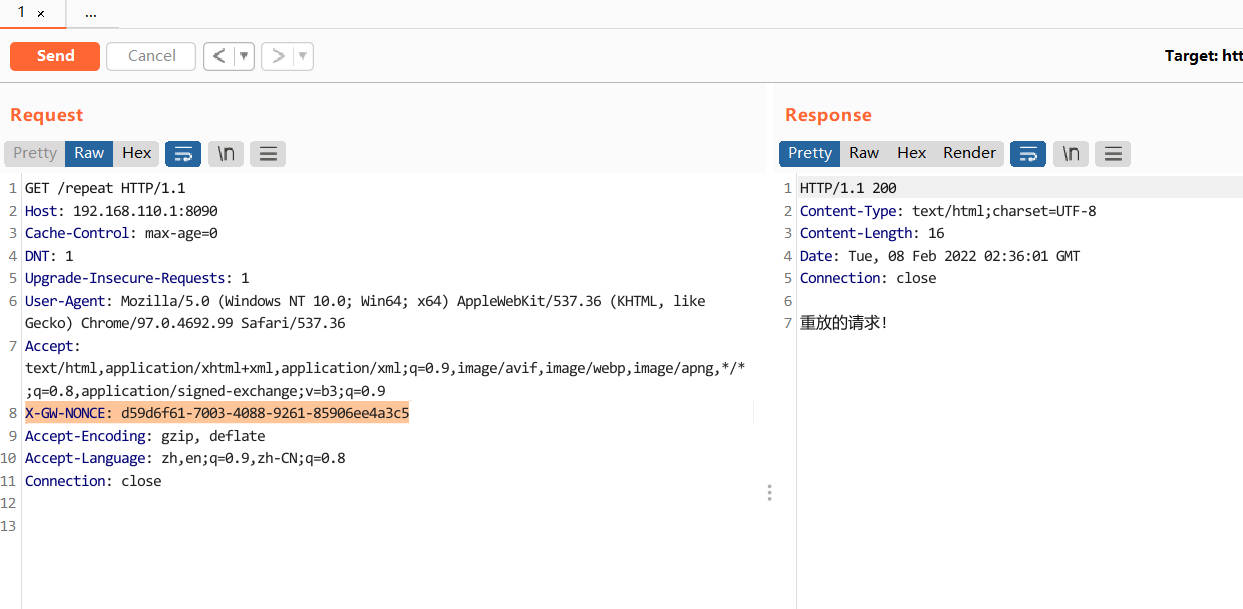 1 × ...
Send Cancel < ▼ > ▼ Target: htt
Request
Pretty Raw Hex \n
1 GET /repeat HTTP/1.1
2 Host: 192.168.110.1:8090
3 Cache-Control: max-age=0
4 DNT: 1
5 Upgrade-Insecure-Requests: 1
6 User-Agent: Mozilla/5.0 (Windows NT 10.0; Win64; x64) AppleWebKit/537.36 (KHTML, like
Gecko) Chrome/97.0.4692.99 Safari/537.36
7 Accept:
text/html,application/xhtml+xml,application/xml;q=0.9,image/avif,image/webp,image/apng,*/*
;q=0.8,application/signed-exchange;v=b3;q=0.9
8 X-GW-NONCE: d59d6f61-7003-4088-9261-85906ee4a3c5
9 Accept-Encoding: gzip, deflate
10 Accept-Language: zh,en;q=0.9,zh-CN;q=0.8
11 Connection: close
12
13
Response
Pretty Raw Hex Render \n
1 HTTP/1.1 200
2 Content-Type: text/html;charset=UTF-8
3 Content-Length: 16
4 Date: Tue, 08 Feb 2022 02:36:01 GMT
5 Connection: close
6
7 重放的请求!